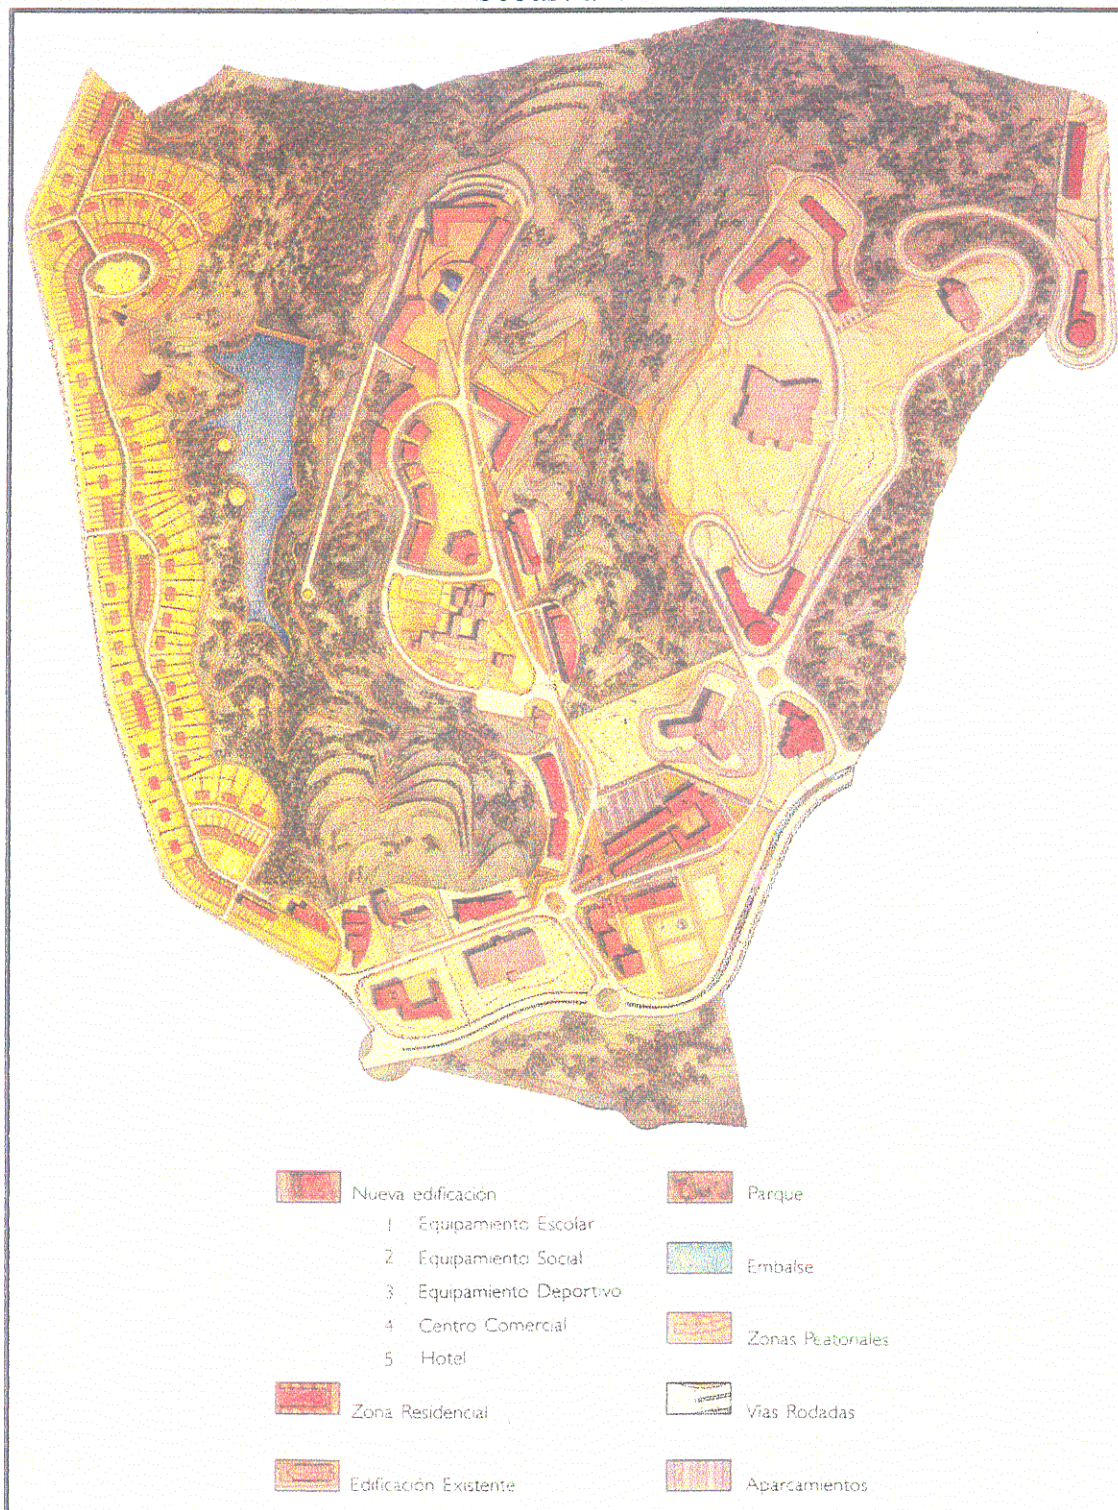 Nueva edificación
1 Equipamiento Escolar
2 Equipamiento Social
3 Equipamiento Deportivo
4 Centro Comercial
5 Hotel
Zona Residencial
Edificación Existente
Parque
Embalse
Zonas Peatonales
Vías Rodadas
Aparcamientos